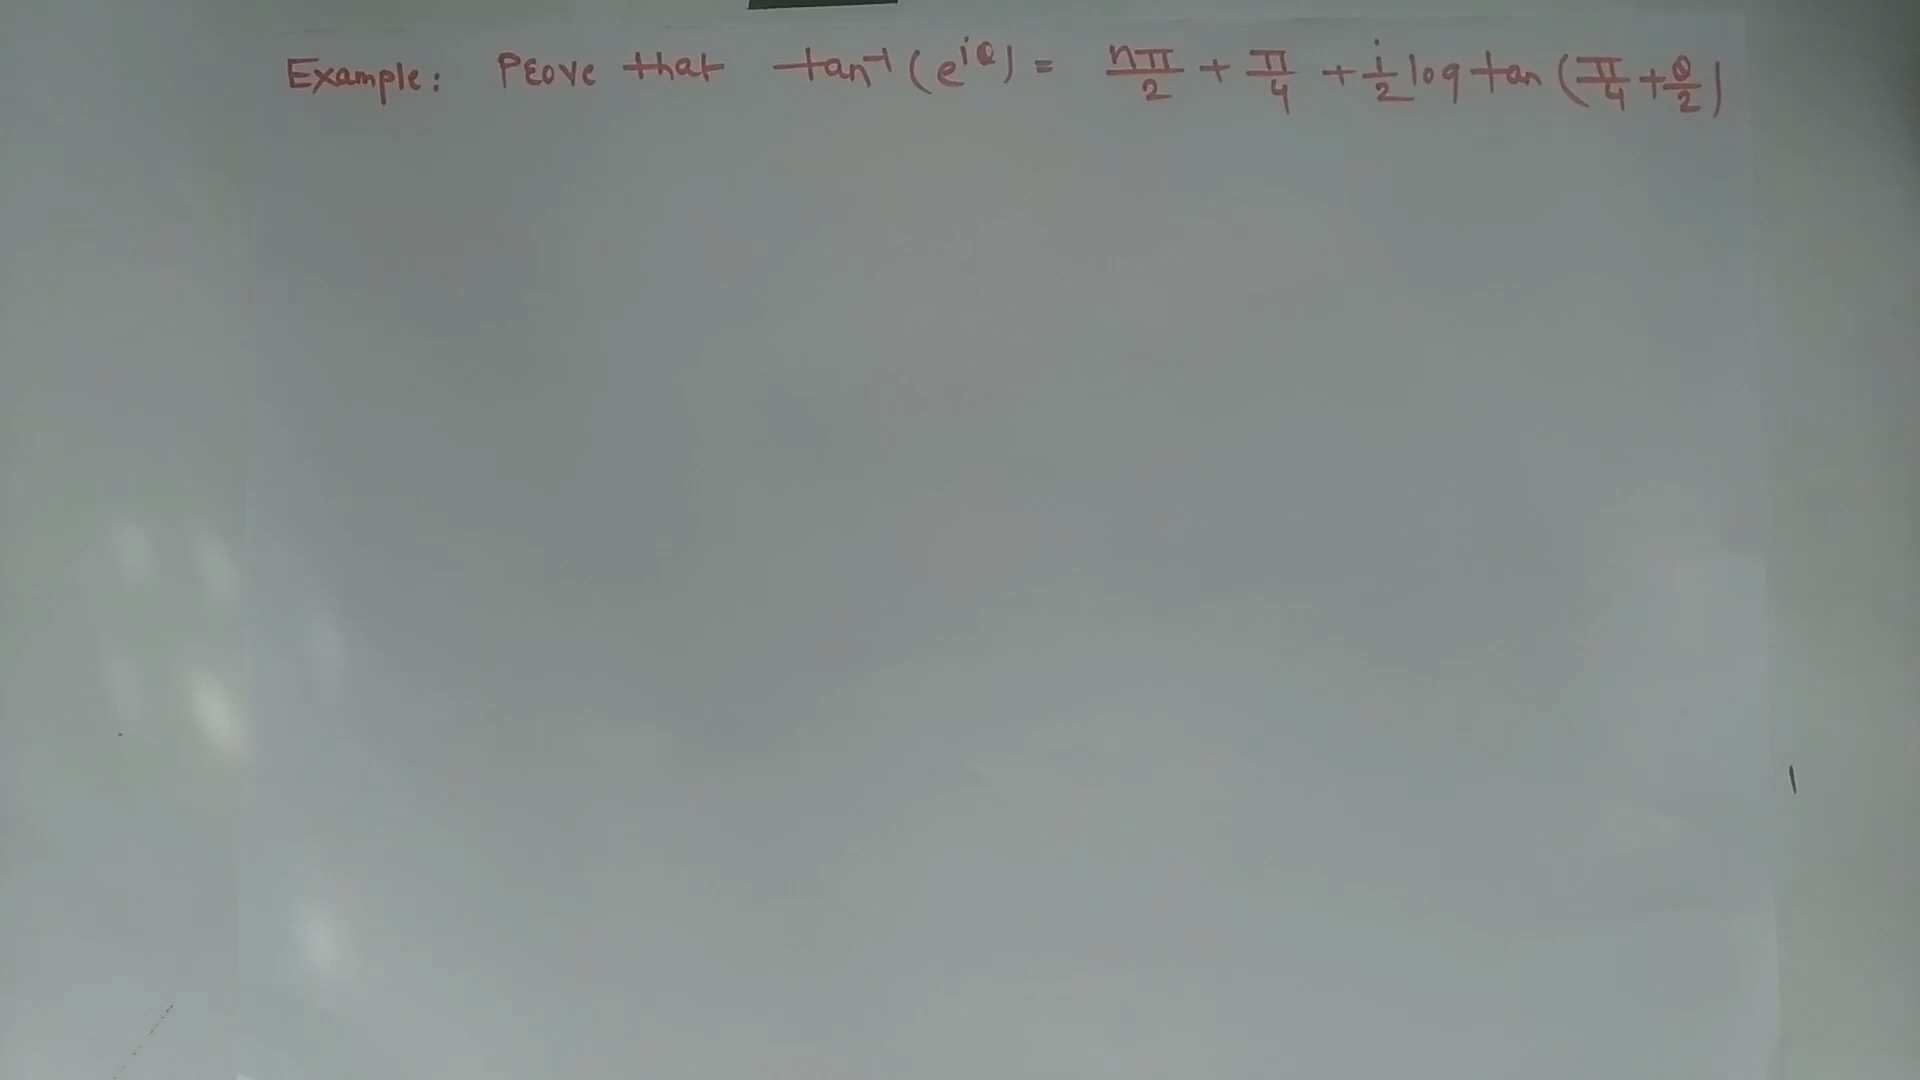 Example: Prove that tan⁻¹(e^{iθ}) = nπ/2 + π/4 + i/2 log tan (π/4 + θ/2)